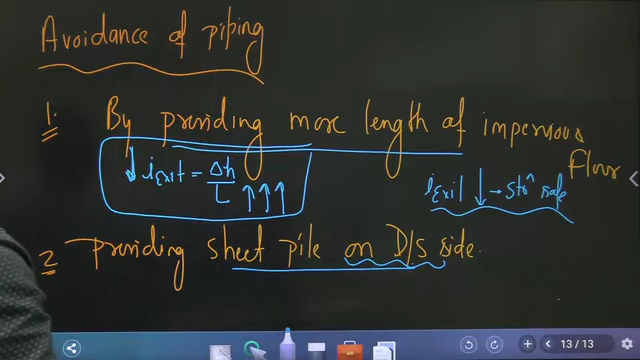 Avoidance of piping
1. By providing more length of impervious floor
↓ iExit = Δh/L ↑↑↑
iExit ↓ → strⁿ safe
2 Providing sheet pile on D/S side.
13 / 13